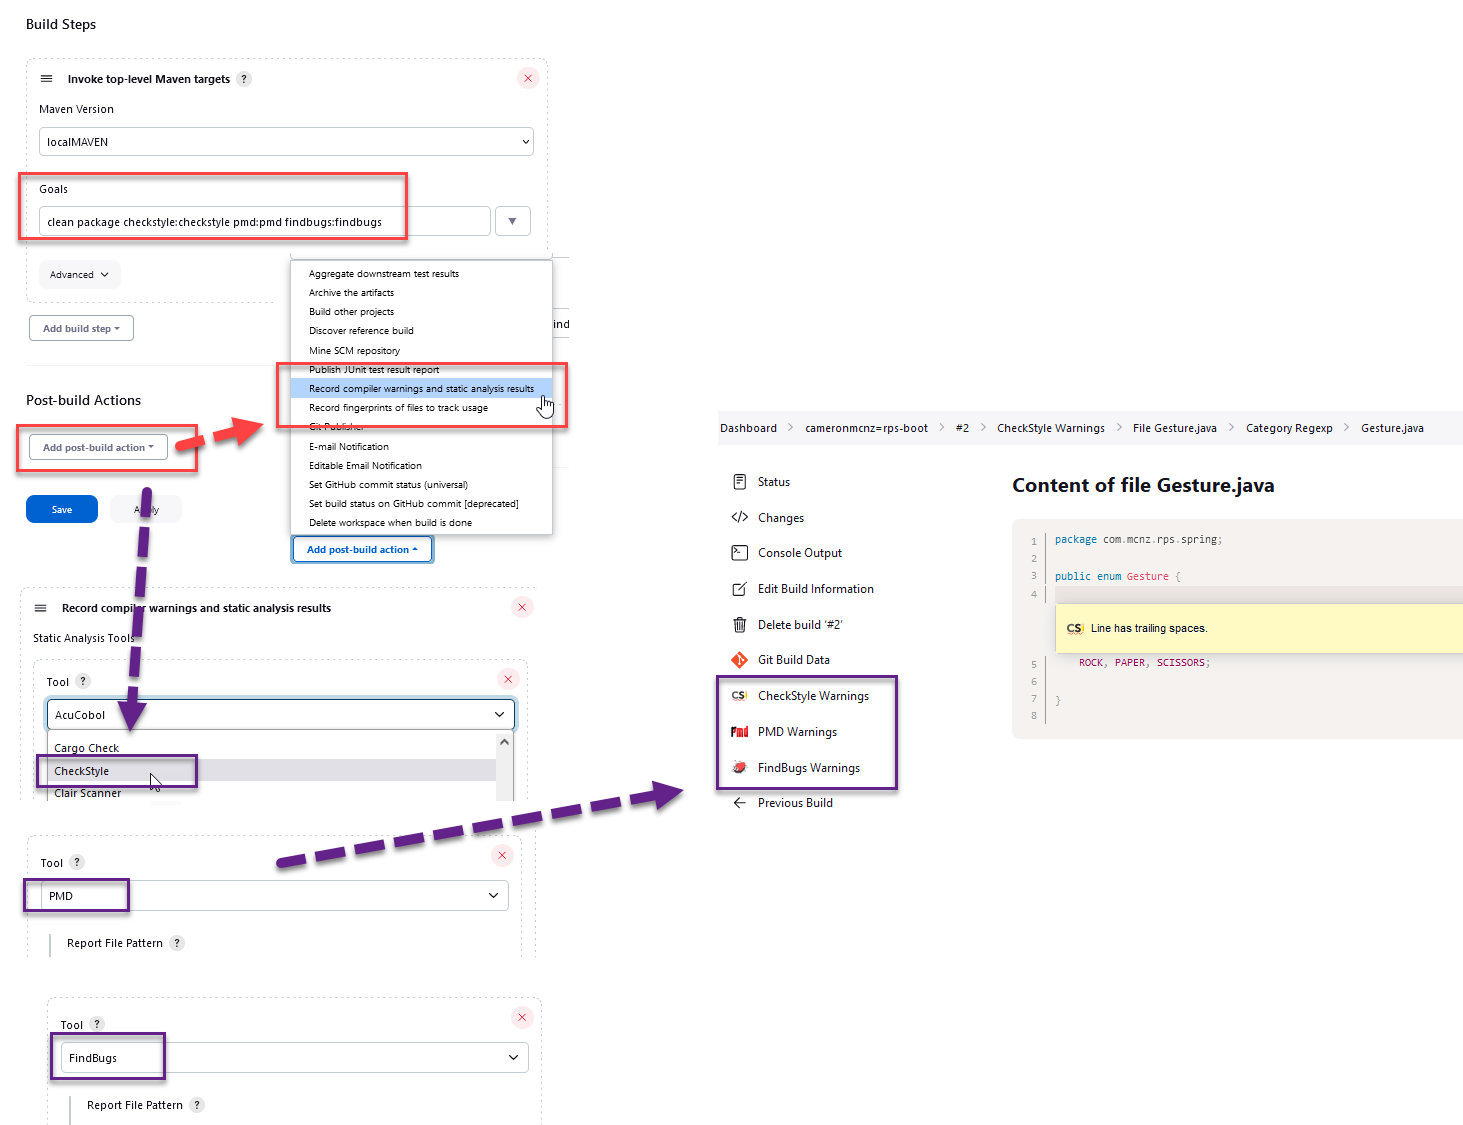 Build Steps
Invoke top-level Maven targets ?
Maven Version
localMAVEN
Goals
clean package checkstyle:checkstyle pmd:pmd findbugs:findbugs
Advanced
Add build step
Post-build Actions
Add post-build action
Save
Apply
Aggregate downstream test results
Archive the artifacts
Build other projects
Discover reference build
Mine SCM repository
Publish JUnit test result report
Record compiler warnings and static analysis results
Record fingerprints of files to track usage
Git Publisher
E-mail Notification
Editable Email Notification
Set GitHub commit status (universal)
Set build status on GitHub commit [deprecated]
Delete workspace when build is done
Add post-build action
ind
Record compiler warnings and static analysis results
Static Analysis Tools
Tool ?
AcuCobol
Cargo Check
CheckStyle
Clair Scanner
Tool ?
PMD
Report File Pattern ?
Tool ?
FindBugs
Report File Pattern ?
Dashboard > cameronmcnz=rps-boot > #2 > CheckStyle Warnings > File Gesture.java > Category Regexp > Gesture.java
Status
Changes
Console Output
Edit Build Information
Delete build ‘#2’
Git Build Data
CS! CheckStyle Warnings
Pmd PMD Warnings
FindBugs Warnings
Previous Build
Content of file Gesture.java
1 package com.mcnz.rps.spring;
2
3 public enum Gesture {
4
CS! Line has trailing spaces.
5 ROCK, PAPER, SCISSORS;
6
7 }
8